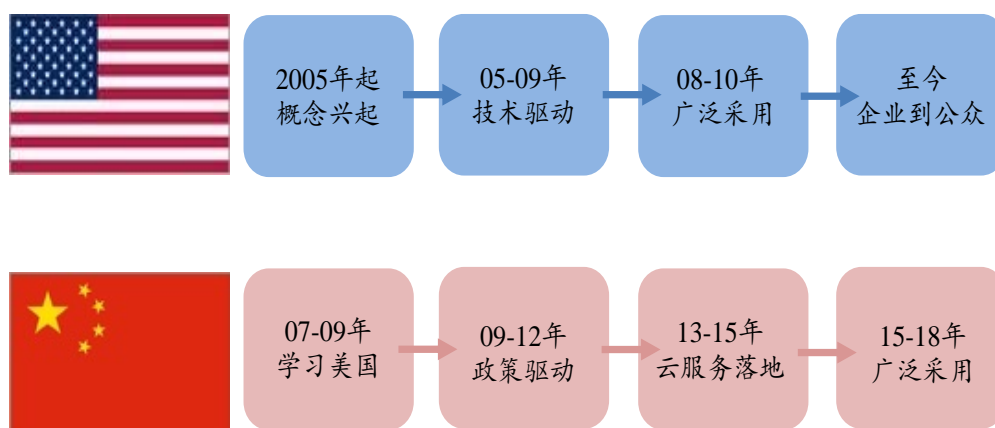 2005年起
概念兴起
05-09年
技术驱动
08-10年
广泛采用
至今
企业到公众
07-09年
学习美国
09-12年
政策驱动
13-15年
云服务落地
15-18年
广泛采用